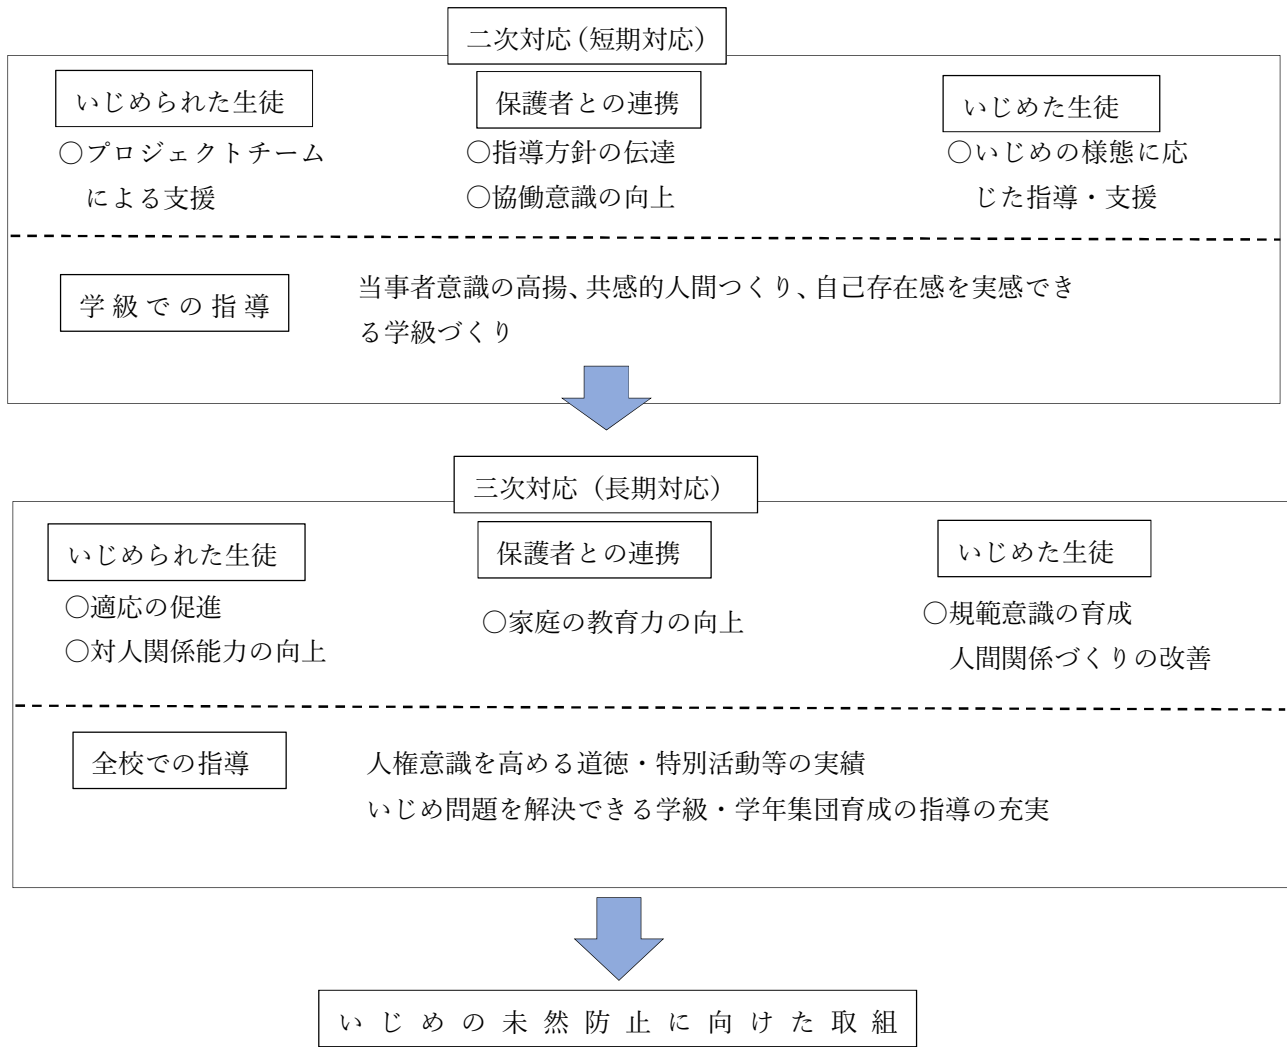 二次対応（短期対応）
いじめられた生徒
○プロジェクトチーム
による支援
保護者との連携
○指導方針の伝達
○協働意識の向上
いじめた生徒
○いじめの様態に応
じた指導・支援
学級での指導
当事者意識の高揚、共感的人間つくり、自己存在感を実感でき
る学級づくり
三次対応（長期対応）
いじめられた生徒
○適応の促進
○対人関係能力の向上
保護者との連携
○家庭の教育力の向上
いじめた生徒
○規範意識の育成
人間関係づくりの改善
全校での指導
人権意識を高める道徳・特別活動等の実績
いじめ問題を解決できる学級・学年集団育成の指導の充実
いじめの未然防止に向けた取組